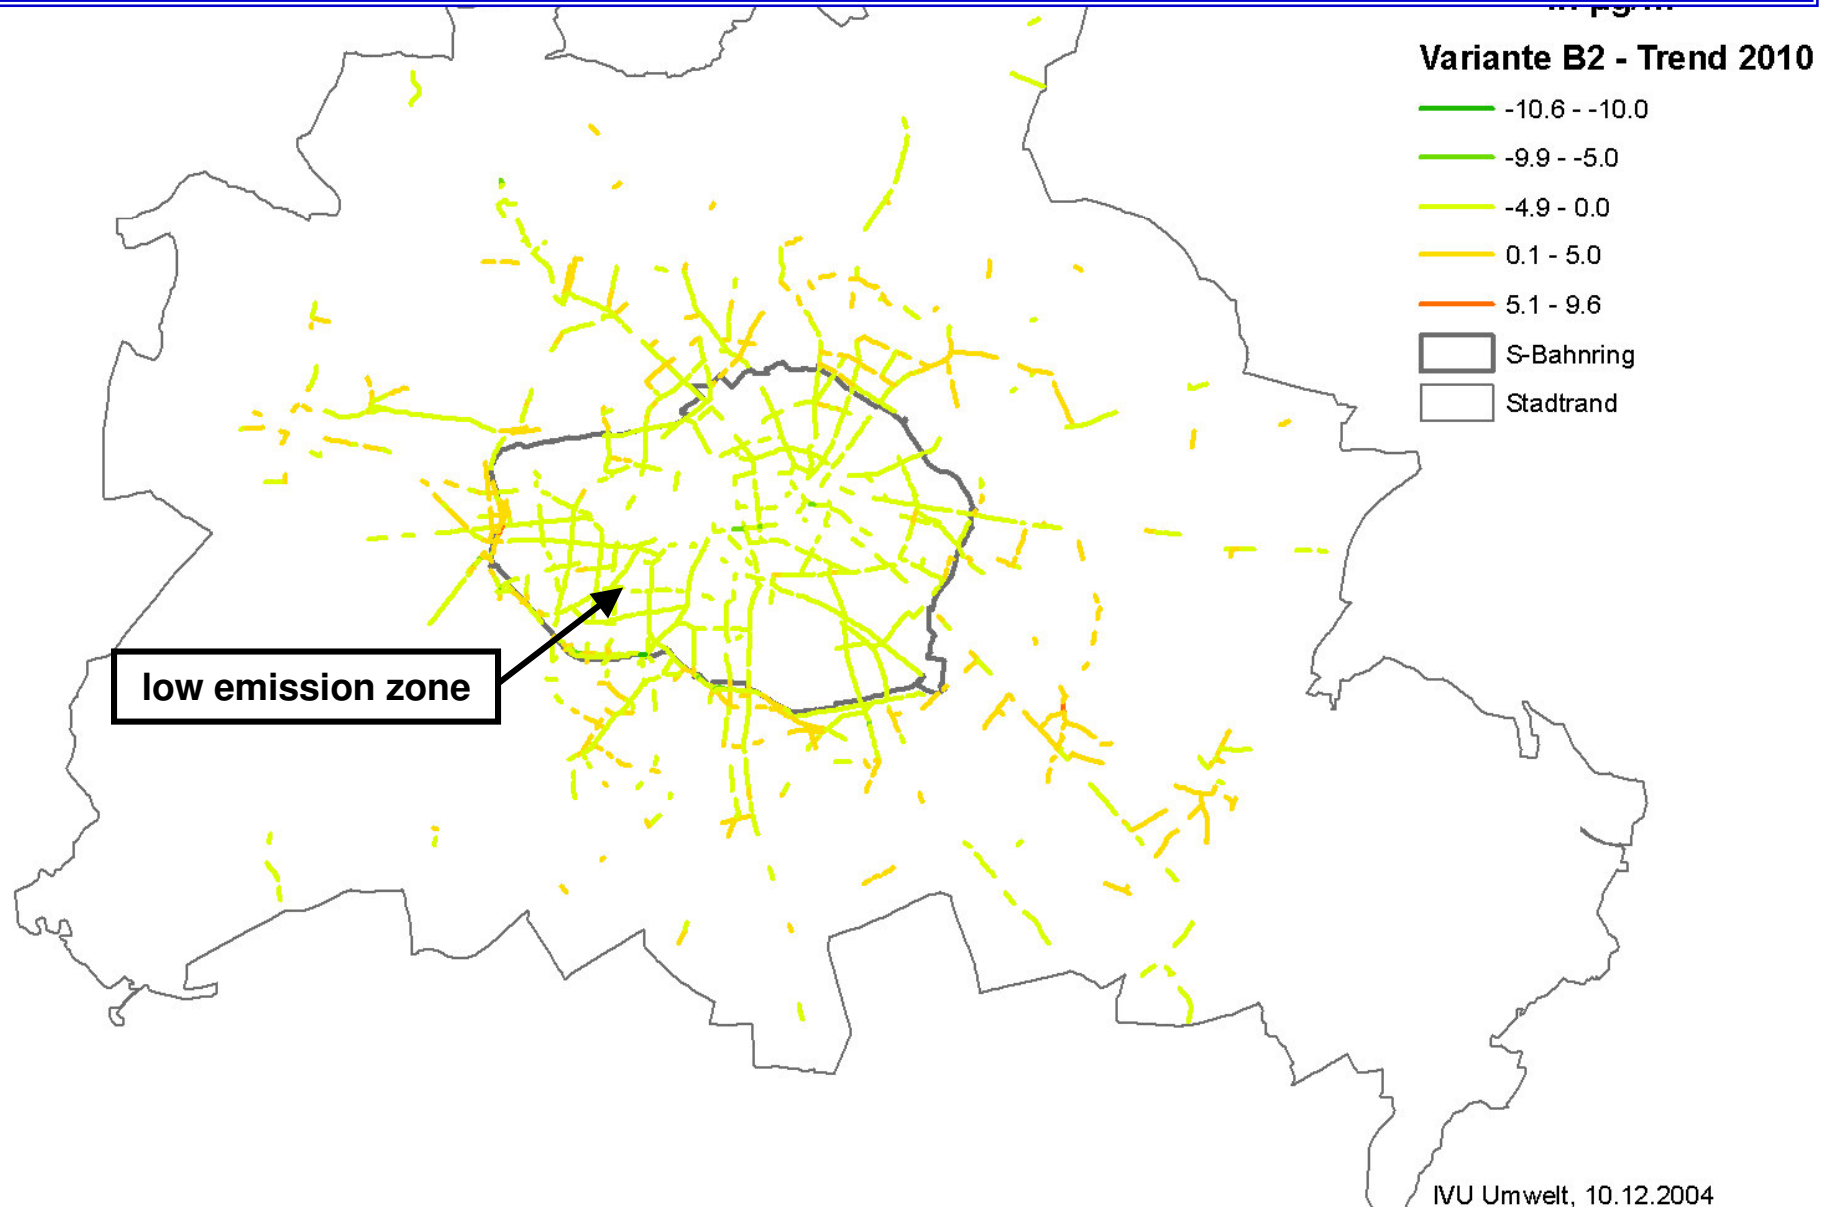 Variante B2 - Trend 2010
-10.6 - -10.0
-9.9 - -5.0
-4.9 - 0.0
0.1 - 5.0
5.1 - 9.6
S-Bahnring
Stadtrand
low emission zone
IVU Umwelt, 10.12.2004